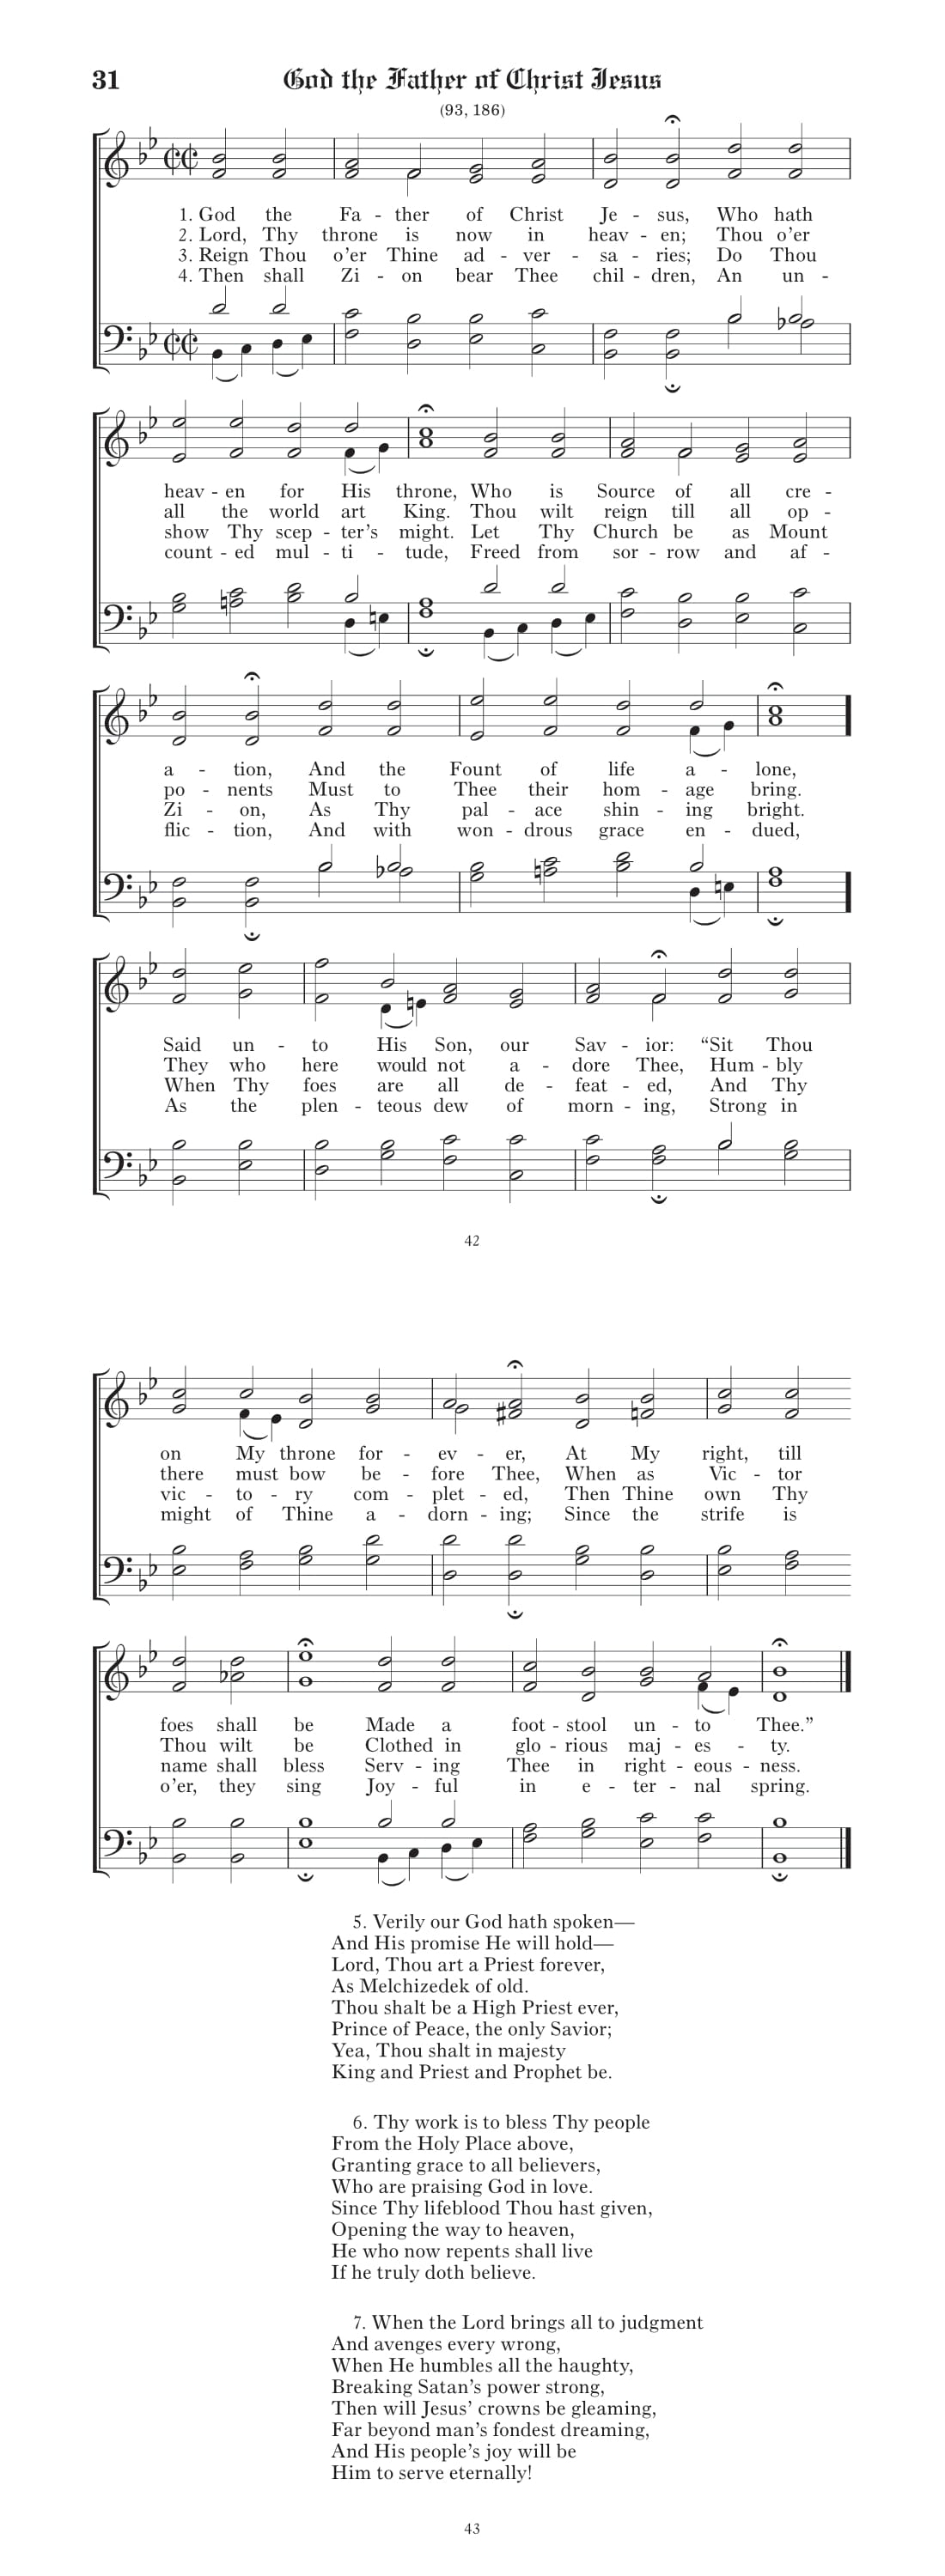 31 God the Father of Christ Jesus
(93, 186)
1. God the Fa - ther of Christ Je - sus, Who hath
2. Lord, Thy throne is now in heav - en; Thou o’er
3. Reign Thou o’er Thine ad - ver - sa - ries; Do Thou
4. Then shall Zi - on bear Thee chil - dren, An un -
heav - en for His throne, Who is Source of all cre -
all the world art King. Thou wilt reign till all op -
show Thy scep - ter’s might. Let Thy Church be as Mount
count - ed mul - ti - tude, Freed from sor - row and af -
a - tion, And the Fount of life a - lone,
po - nents Must to Thee their hom - age bring.
Zi - on, As Thy pal - ace shin - ing bright.
flic - tion, And with won - drous grace en - dued,
Said un - to His Son, our Sav - ior: “Sit Thou
They who here would not a - dore Thee, Hum - bly
When Thy foes are all de - feat - ed, And Thy
As the plen - teous dew of morn - ing, Strong in
42
on My throne for - ev - er, At My right, till
there must bow be - fore Thee, When as Vic - tor
vic - to - ry com - plet - ed, Then Thine own Thy
might of Thine a - dorn - ing; Since the strife is
foes shall be Made a foot - stool un - to Thee.”
Thou wilt be Clothed in glo - rious maj - es - ty.
name shall bless Serv - ing Thee in right - eous - ness.
o’er, they sing Joy - ful in e - ter - nal spring.
5. Verily our God hath spoken—
And His promise He will hold—
Lord, Thou art a Priest forever,
As Melchizedek of old.
Thou shalt be a High Priest ever,
Prince of Peace, the only Savior;
Yea, Thou shalt in majesty
King and Priest and Prophet be.
6. Thy work is to bless Thy people
From the Holy Place above,
Granting grace to all believers,
Who are praising God in love.
Since Thy lifeblood Thou hast given,
Opening the way to heaven,
He who now repents shall live
If he truly doth believe.
7. When the Lord brings all to judgment
And avenges every wrong,
When He humbles all the haughty,
Breaking Satan’s power strong,
Then will Jesus’ crowns be gleaming,
Far beyond man’s fondest dreaming,
And His people’s joy will be
Him to serve eternally!
43